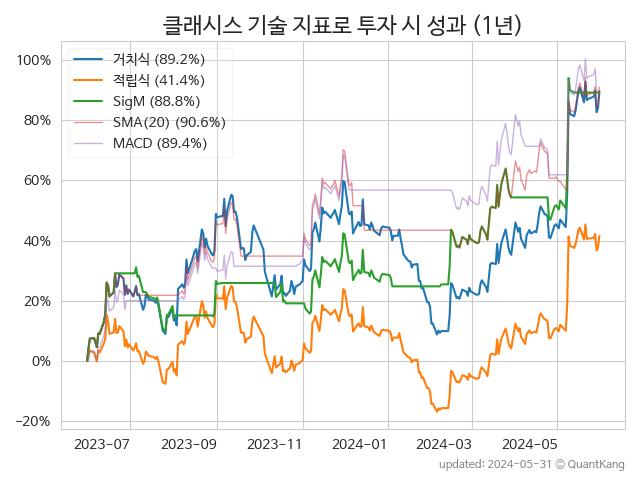 클래시스 기술 지표로 투자 시 성과 (1년)
거치식 (89.2%)
적립식 (41.4%)
SigM (88.8%)
SMA(20) (90.6%)
MACD (89.4%)
100%
80%
60%
40%
20%
0%
−20%
2023-07
2023-09
2023-11
2024-01
2024-03
2024-05
updated: 2024-05-31 ⓒ QuantKang